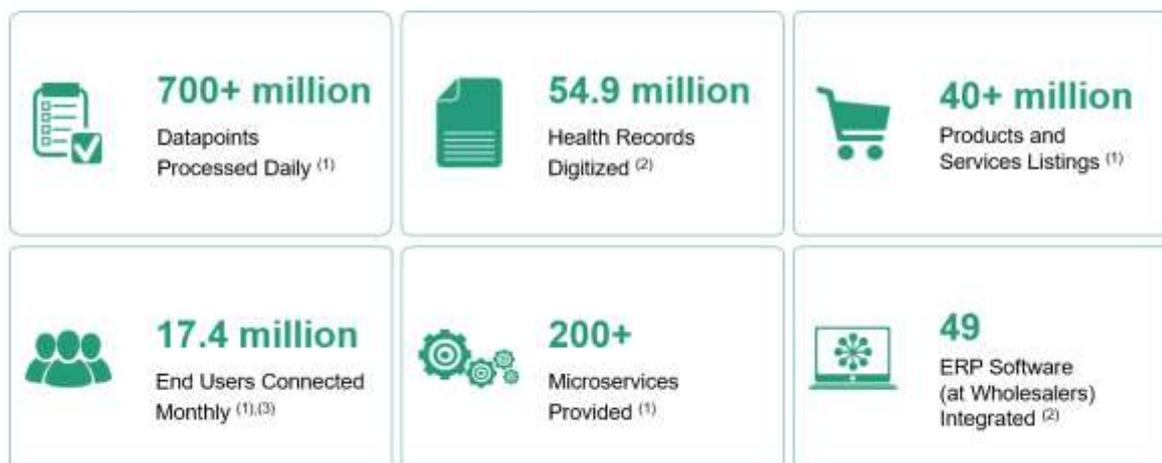 700+ million
Datapoints
Processed Daily (1)
54.9 million
Health Records
Digitized (2)
40+ million
Products and
Services Listings (1)
17.4 million
End Users Connected
Monthly (1),(3)
200+
Microservices
Provided (1)
49
ERP Software
(at Wholesalers)
Integrated (2)